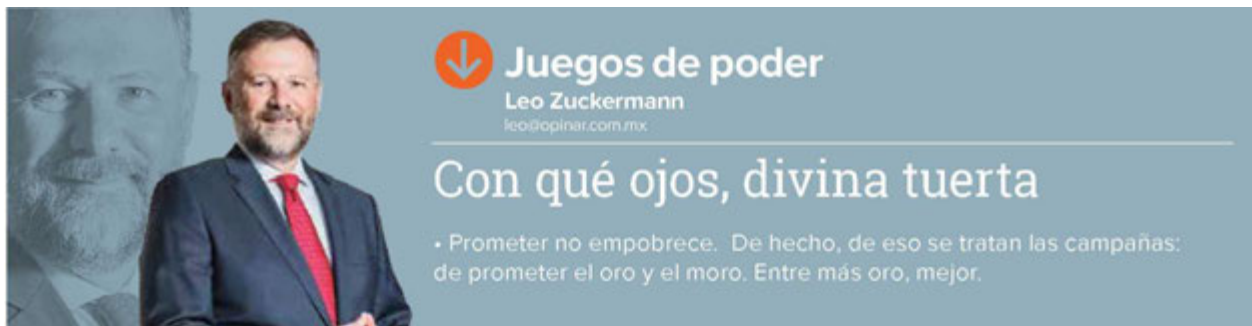 Juegos de poder
Leo Zuckermann
leo@opinar.com.mx
Con qué ojos, divina tuerta
• Prometer no empobrece. De hecho, de eso se tratan las campañas:
de prometer el oro y el moro. Entre más oro, mejor.